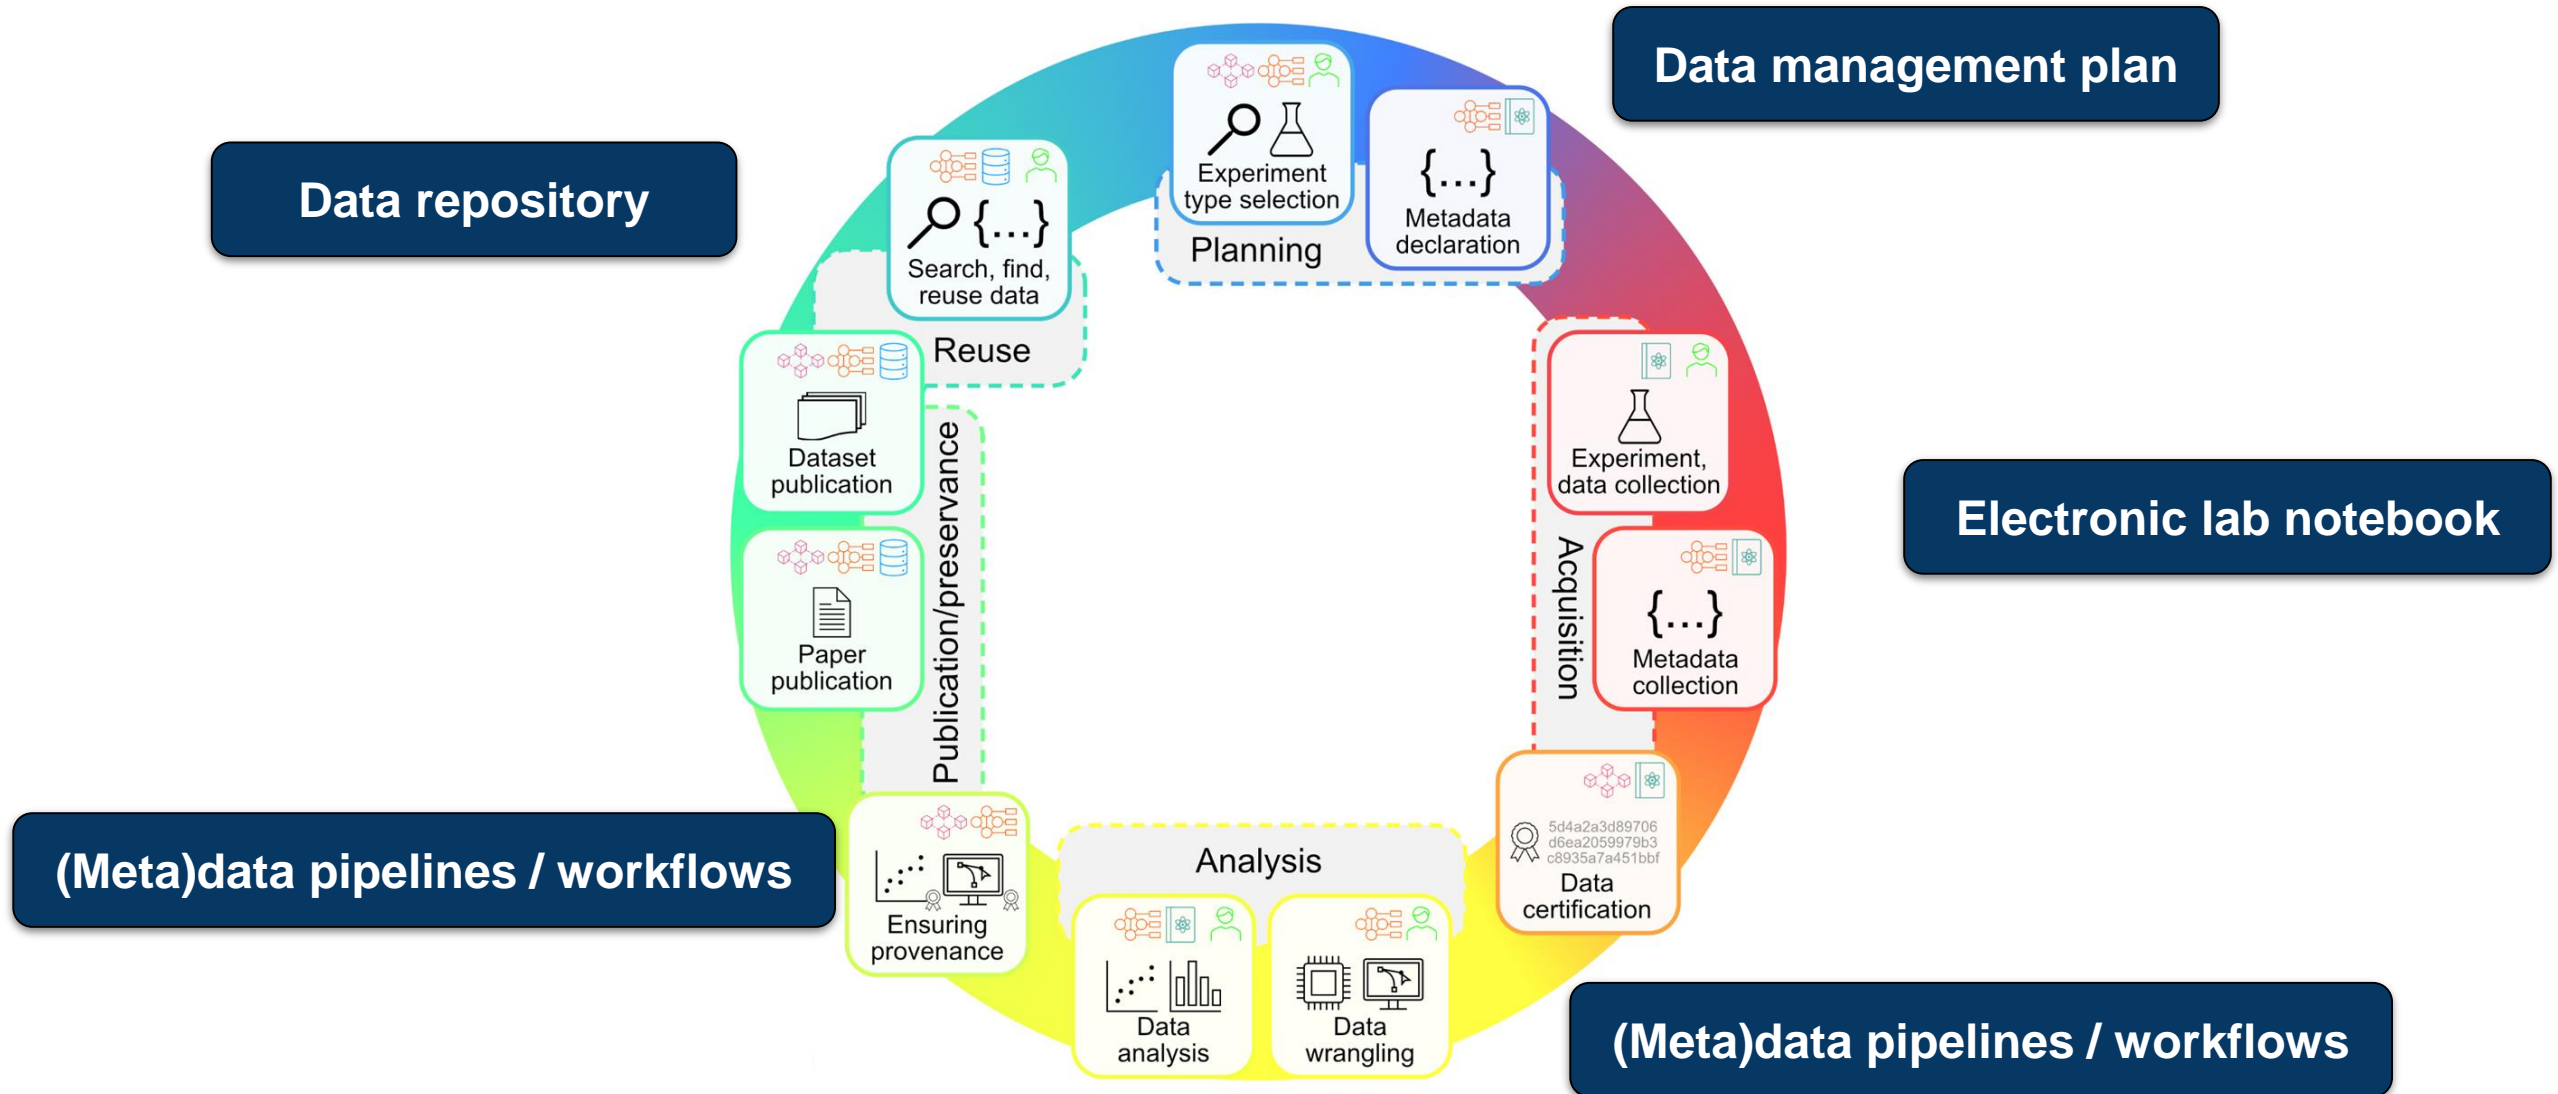 Data management plan
Data repository
Experiment
type selection
{...}
Metadada
declaration
Planning
{...}
Search, find,
reuse data
Reuse
Experiment,
data collection
Electronic lab notebook
{...}
Metadada
collection
Acquisition
5d4a2a3d89706
d6ea2059979b3
c8935a7a451bbf
Data
certification
(Meta)data pipelines / workflows
Analysis
Data
wrangling
Data
analysis
Ensuring
provenance
(Meta)data pipelines / workflows
Publication/preservance
Paper
publication
Dataset
publication